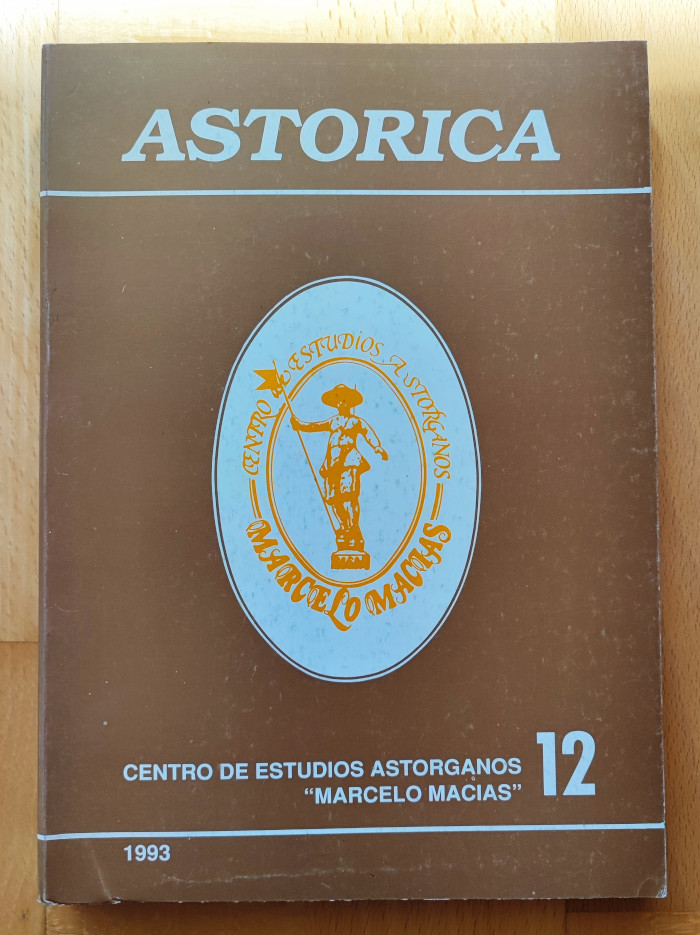 ASTORICA
CENTRO DE ESTUDIOS ASTORGANOS
MARCELO MACIAS
CENTRO DE ESTUDIOS ASTORGANOS
"MARCELO MACIAS"
12
1993